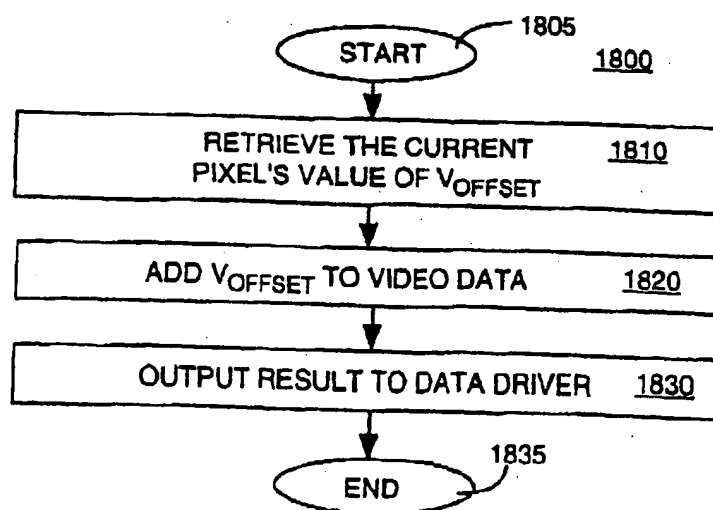 1805
START
1800
RETRIEVE THE CURRENT 1810
PIXEL'S VALUE OF VOFFSET
ADD VOFFSET TO VIDEO DATA 1820
OUTPUT RESULT TO DATA DRIVER 1830
1835
END